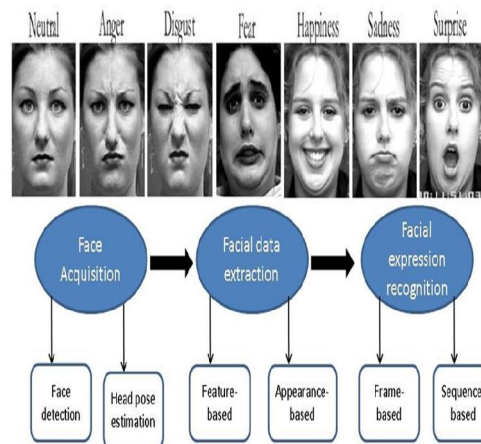 Neutral Anger Disgust Fear Happiness Sadness Surprise
Face
Acquisition
Facial data
extraction
Facial
expression
recognition
Face
detection
Head pose
estimation
Feature-
based
Appearance-
based
Frame-
based
Sequence-
based